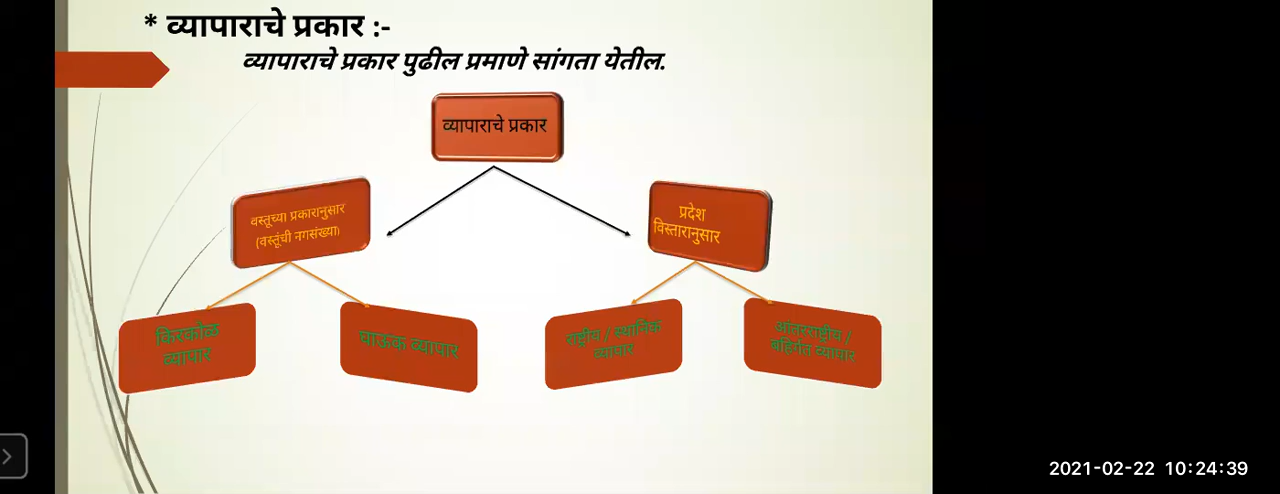 * व्यापाराचे प्रकार :-
व्यापाराचे प्रकार पुढील प्रमाणे सांगता येतील.
व्यापाराचे प्रकार
वस्तूच्या प्रकारानुसार
(वस्तूंची नगसंख्या)
प्रदेश
विस्तारानुसार
किरकोळ
व्यापार
घाऊक व्यापार
राष्ट्रीय / स्थानिक
व्यापार
आंतरराष्ट्रीय /
बहिर्गत व्यापार
2021-02-22 10:24:39